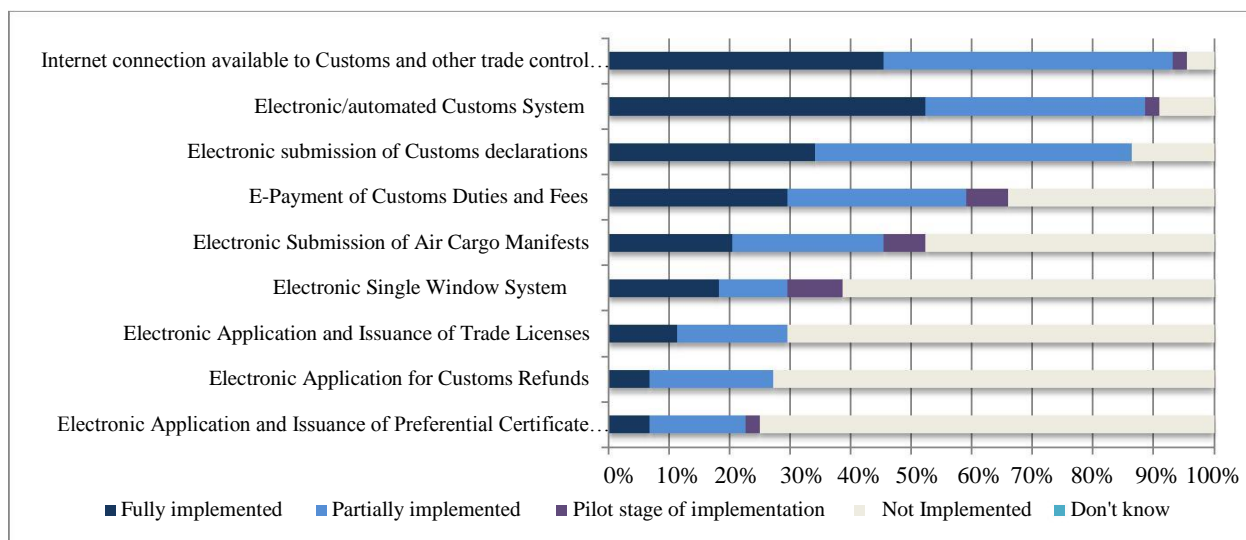 Internet connection available to Customs and other trade control…
Electronic/automated Customs System
Electronic submission of Customs declarations
E-Payment of Customs Duties and Fees
Electronic Submission of Air Cargo Manifests
Electronic Single Window System
Electronic Application and Issuance of Trade Licenses
Electronic Application for Customs Refunds
Electronic Application and Issuance of Preferential Certificate…
0% 10% 20% 30% 40% 50% 60% 70% 80% 90% 100%
Fully implemented Partially implemented Pilot stage of implementation Not Implemented Don't know